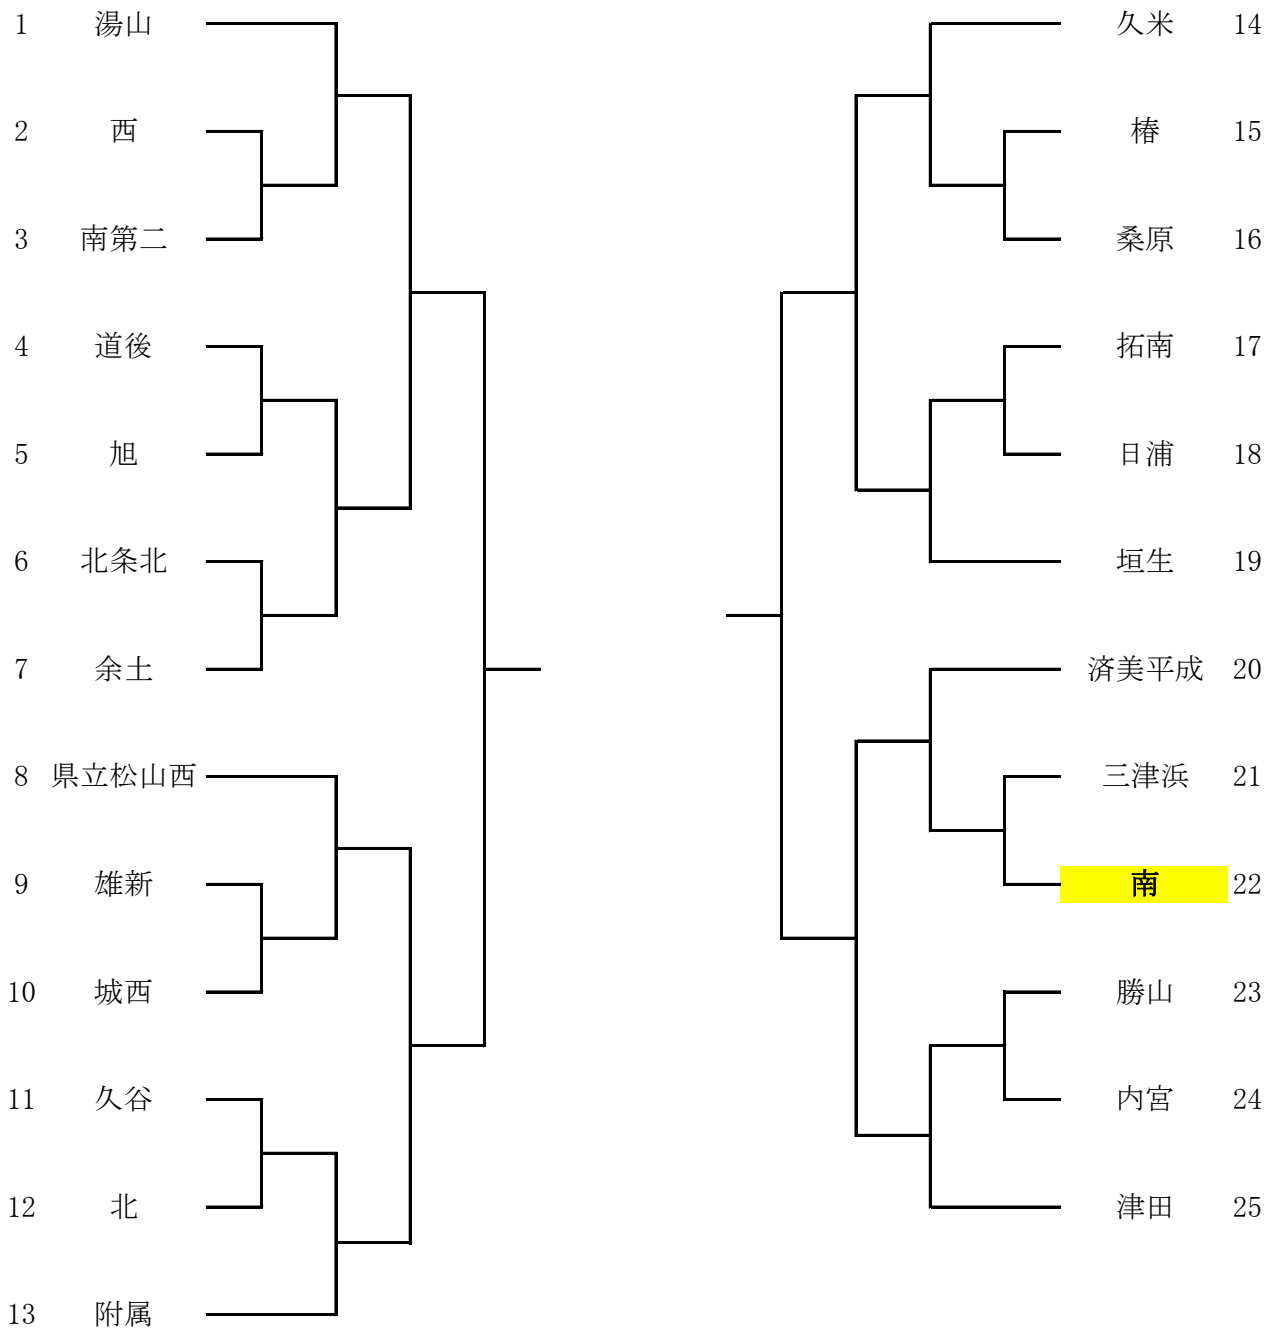 1 湯山
2 西
3 南第二
4 道後
5 旭
6 北条北
7 余土
8 県立松山西
9 雄新
10 城西
11 久谷
12 北
13 附属
久米 14
椿 15
桑原 16
拓南 17
日浦 18
垣生 19
済美平成 20
三津浜 21
南 22
勝山 23
内宮 24
津田 25